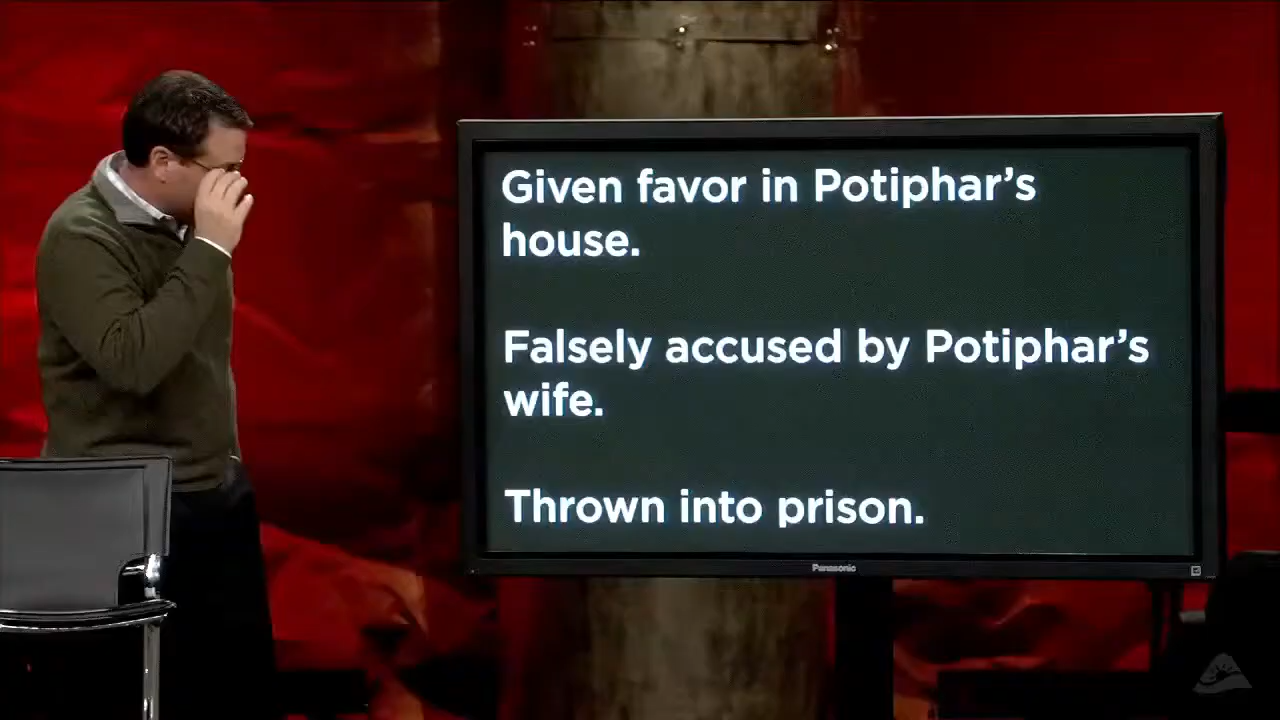 Given favor in Potiphar's
house.
Falsely accused by Potiphar's
wife.
Thrown into prison.
Panasonic